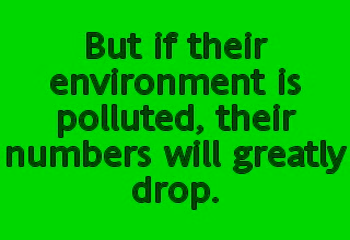 But if their
environment is
polluted, their
numbers will greatly
drop.